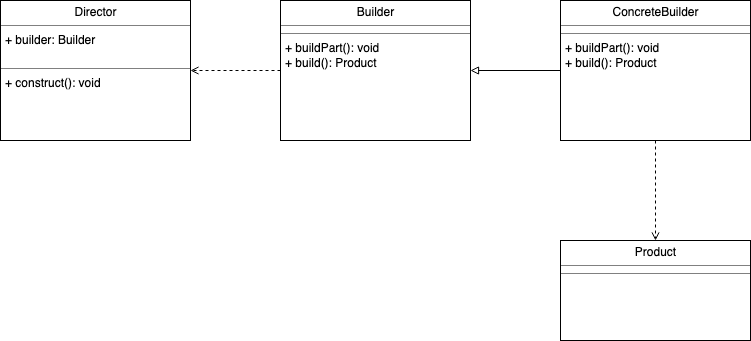 Director
+ builder: Builder
+ construct(): void
Builder
+ buildPart(): void
+ build(): Product
ConcreteBuilder
+ buildPart(): void
+ build(): Product
Product